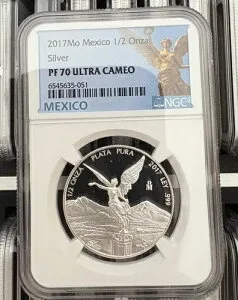 2017Mo Mexico 1/2 Onza
Silver
PF 70 ULTRA CAMEO
6545635-051
MEXICO
NGC
1/2 ONZA PLATA PURA 2017 LEY .999